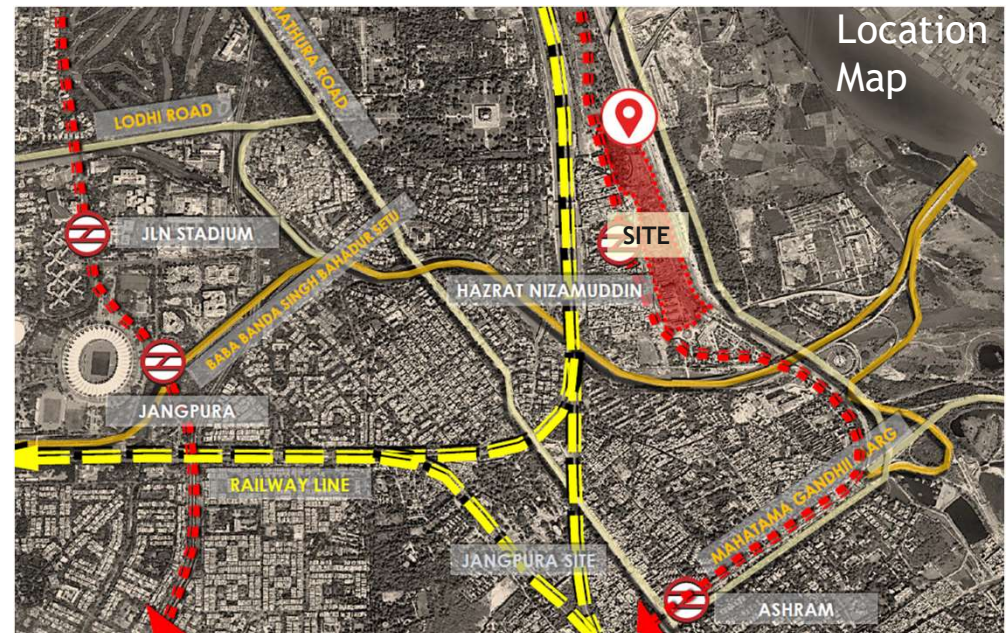 Location
Map
MATHURA ROAD
LODHI ROAD
JLN STADIUM
SITE
BABA BANDA SINGH BAHADUR SETU
HAZRAT NIZAMUDDIN
JANGPURA
RAILWAY LINE
MAHATAMA GANDHII MARG
JANGPURA SITE
ASHRAM